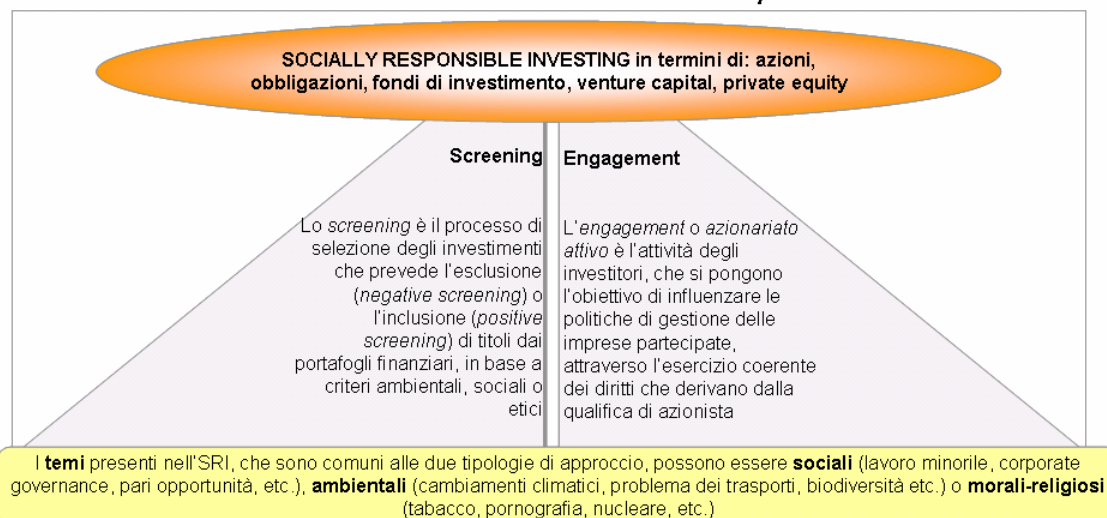 SOCIALLY RESPONSIBLE INVESTING in termini di: azioni,
obbligazioni, fondi di investimento, venture capital, private equity
Screening
Lo screening è il processo di
selezione degli investimenti
che prevede l'esclusione
(negative screening) o
l'inclusione (positive
screening) di titoli dai
portafogli finanziari, in base a
criteri ambientali, sociali o
etici
Engagement
L'engagement o azionariato
attivo è l'attività degli
investitori, che si pongono
l'obiettivo di influenzare le
politiche di gestione delle
imprese partecipate,
attraverso l'esercizio coerente
dei diritti che derivano dalla
qualifica di azionista
I temi presenti nell'SRI, che sono comuni alle due tipologie di approccio, possono essere sociali (lavoro minorile, corporate
governance, pari opportunità, etc.), ambientali (cambiamenti climatici, problema dei trasporti, biodiversità etc.) o morali-religiosi
(tabacco, pornografia, nucleare, etc.)